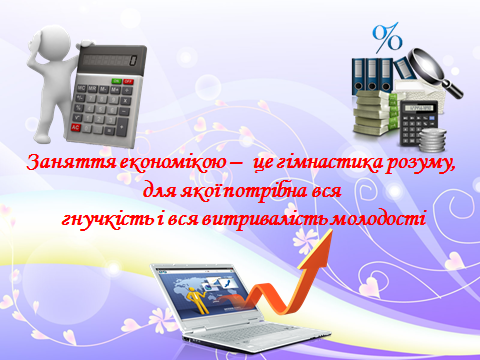 %
Заняття економікою – це гімнастика розуму,
для якої потрібна вся
гнучкість і вся витривалість молодості